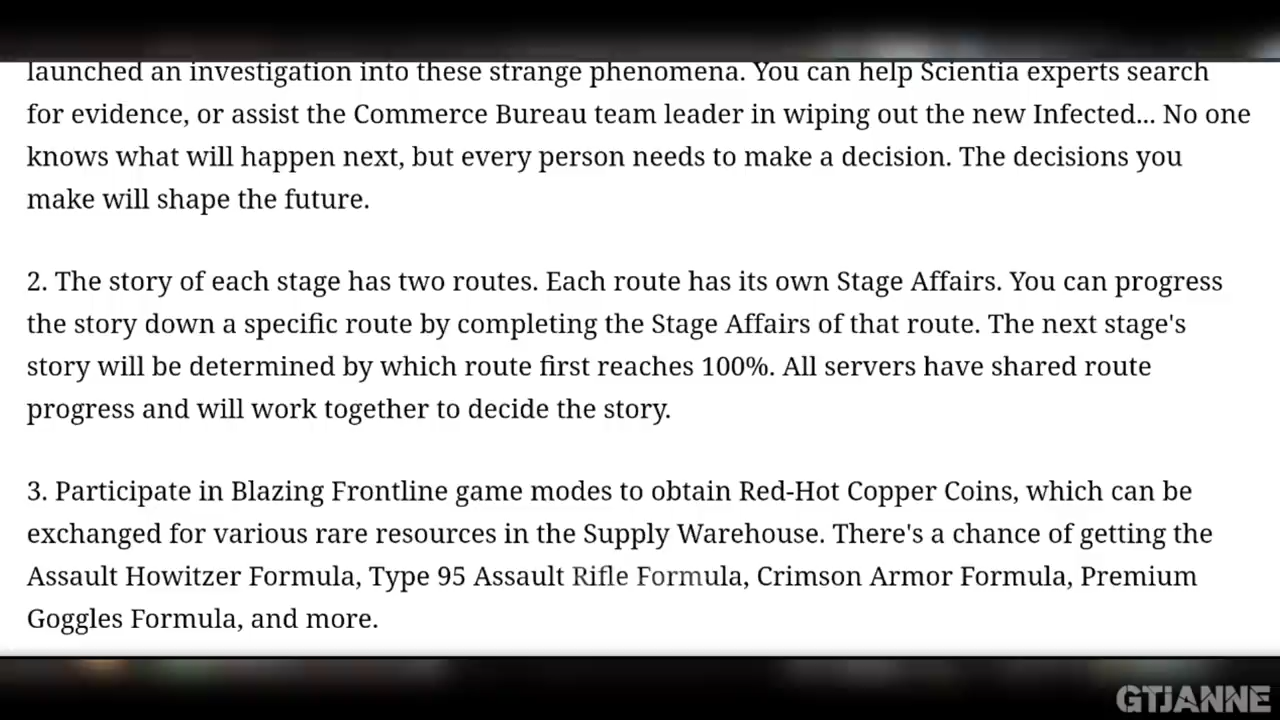 launched an investigation into these strange phenomena. You can help Scientia experts search
for evidence, or assist the Commerce Bureau team leader in wiping out the new Infected... No one
knows what will happen next, but every person needs to make a decision. The decisions you
make will shape the future.
2. The story of each stage has two routes. Each route has its own Stage Affairs. You can progress
the story down a specific route by completing the Stage Affairs of that route. The next stage's
story will be determined by which route first reaches 100%. All servers have shared route
progress and will work together to decide the story.
3. Participate in Blazing Frontline game modes to obtain Red-Hot Copper Coins, which can be
exchanged for various rare resources in the Supply Warehouse. There's a chance of getting the
Assault Howitzer Formula, Type 95 Assault Rifle Formula, Crimson Armor Formula, Premium
Goggles Formula, and more.
GTJANNE